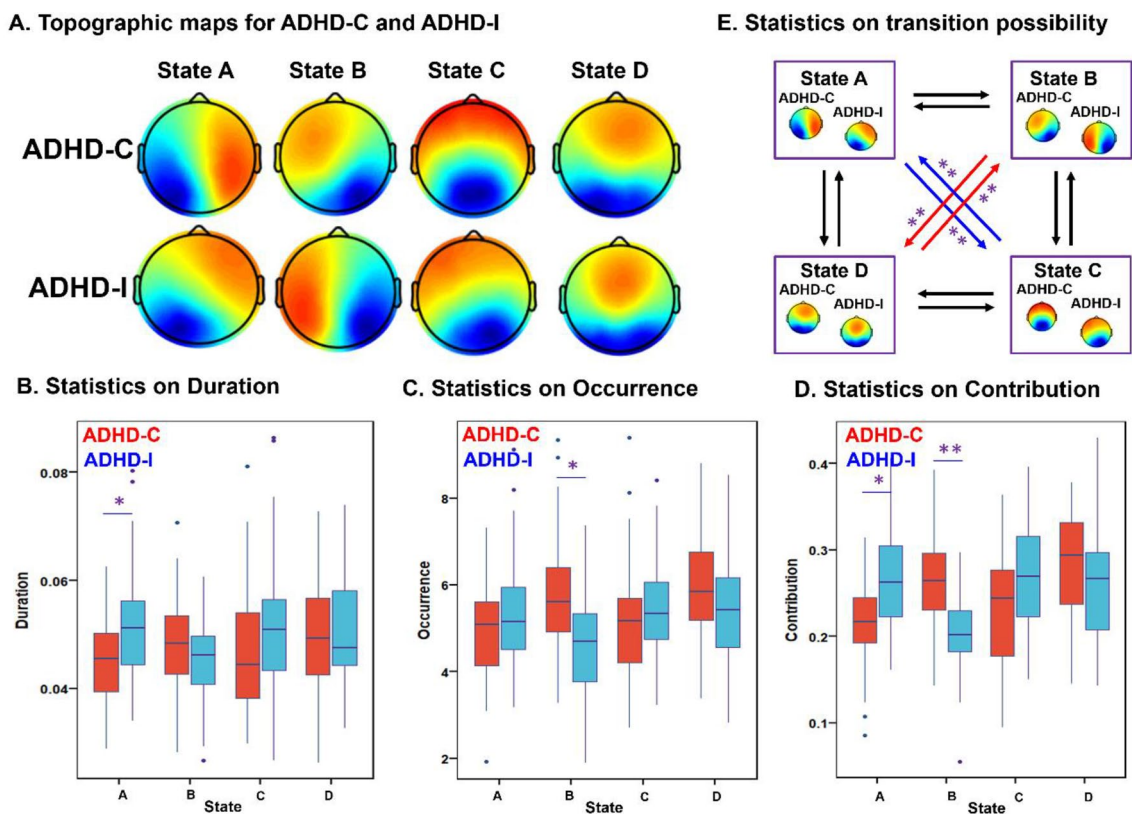 A. Topographic maps for ADHD-C and ADHD-I
State A State B State C State D
ADHD-C
ADHD-I
E. Statistics on transition possibility
State A
ADHD-C
ADHD-I
State B
ADHD-C
ADHD-I
**
**
**
**
State D
ADHD-C
ADHD-I
State C
ADHD-C
ADHD-I
B. Statistics on Duration
ADHD-C
ADHD-I
*
0.08
0.06
0.04
Duration
A B C D
State
C. Statistics on Occurrence
ADHD-C
ADHD-I
*
8
6
4
2
Occurrence
A B C D
State
D. Statistics on Contribution
ADHD-C
ADHD-I
*
**
0.4
0.3
0.2
0.1
Contribution
A B C D
State